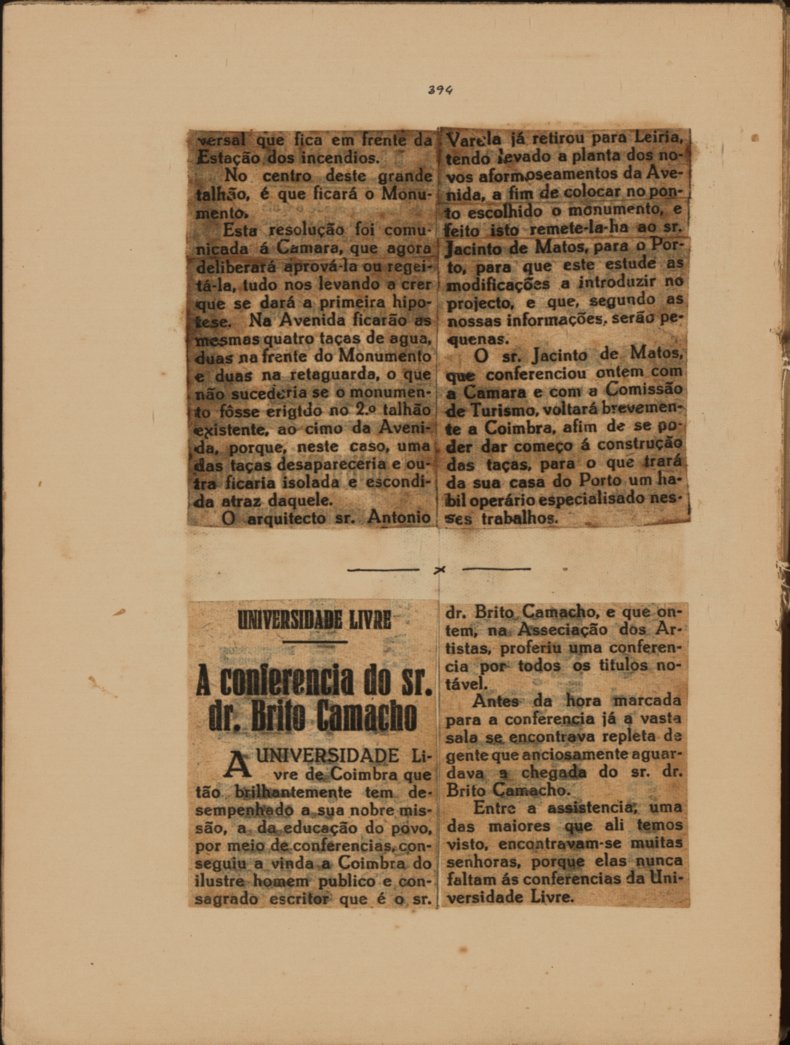 394
versal que fica em frente da
Estação dos incendios.
No centro deste grande
talhão, é que ficará o Monu-
mento.
Esta resolução foi comu-
nicada á Camara, que agora
deliberará aprová-la ou regei-
tá-la, tudo nos levando a crer
que se dará a primeira hipo-
tese. Na Avenida ficarão as
mesmas quatro taças de agua,
duas na frente do Monumento
e duas na retaguarda, o que
não sucederia se o monumen-
to fôsse erigido no 2.º talhão
existente, ao cimo da Aveni-
da, porque, neste caso, uma
das taças desapareceria e ou-
tra ficaria isolada e escondi-
da atraz daquele.
O arquitecto sr. Antonio
Varela já retirou para Leiria,
tendo levado a planta dos no-
vos aformoseamentos da Ave-
nida, a fim de colocar no pon-
to escolhido o monumento, e
feito isto remete-la-ha ao sr.
Jacinto de Matos, para o Por-
to, para que este estude as
modificações a introduzir no
projecto, e que, segundo as
nossas informações, serão pe-
quenas.
O sr. Jacinto de Matos,
que conferenciou ontem com
a Camara e com a Comissão
de Turismo, voltará brevemen-
te a Coimbra, afim de se po-
der dar começo á construção
das taças, para o que trará
da sua casa do Porto um ha-
bil operário especialisado nes-
ses trabalhos.
UNIVERSIDADE LIVRE
A conferencia do sr.
dr. Brito Camacho
A UNIVERSIDADE Li-
vre de Coimbra que
tão brilhantemente tem de-
sempenhado a sua nobre mis-
são, a da educação do povo,
por meio de conferencias, con-
seguiu a vinda a Coimbra do
ilustre homem publico e con-
sagrado escritor que é o sr.
dr. Brito Camacho, e que on-
tem, na Asseciação dos Ar-
tistas, proferiu uma conferen-
cia por todos os titulos no-
tável.
Antes da hora marcada
para a conferencia já a vasta
sala se encontrava repleta de
gente que anciosamente aguar-
dava a chegada do sr. dr.
Brito Camacho.
Entre a assistencia, uma
das maiores que ali temos
visto, encontravam-se muitas
senhoras, porque elas nunca
faltam ás conferencias da Uni-
versidade Livre.